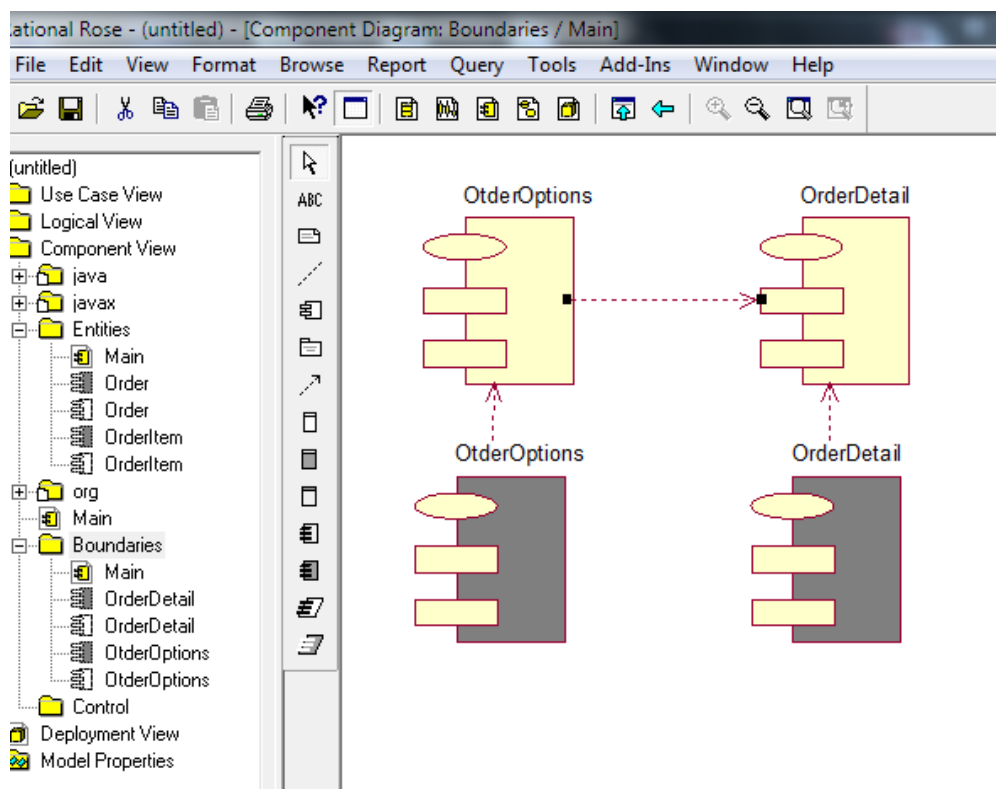 ational Rose - (untitled) - [Component Diagram: Boundaries / Main]
File Edit View Format Browse Report Query Tools Add-Ins Window Help
(untitled)
Use Case View
Logical View
Component View
java
javax
Entities
Main
Order
Order
OrderItem
OrderItem
org
Main
Boundaries
Main
OrderDetail
OrderDetail
OtderOptions
OtderOptions
Control
Deployment View
Model Properties
ABC
OtderOptions
OrderDetail
OtderOptions
OrderDetail